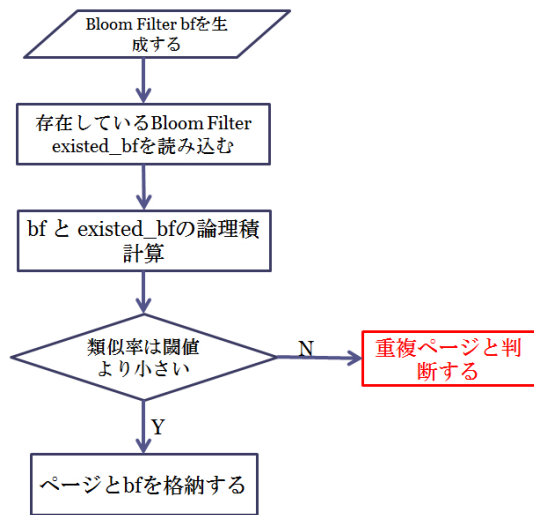 Bloom Filter bfを生
成する
存在しているBloom Filter
existed_bfを読み込む
bf と existed_bfの論理積
計算
類似率は閾値
より小さい
N
重複ページと判
断する
Y
ページとbfを格納する